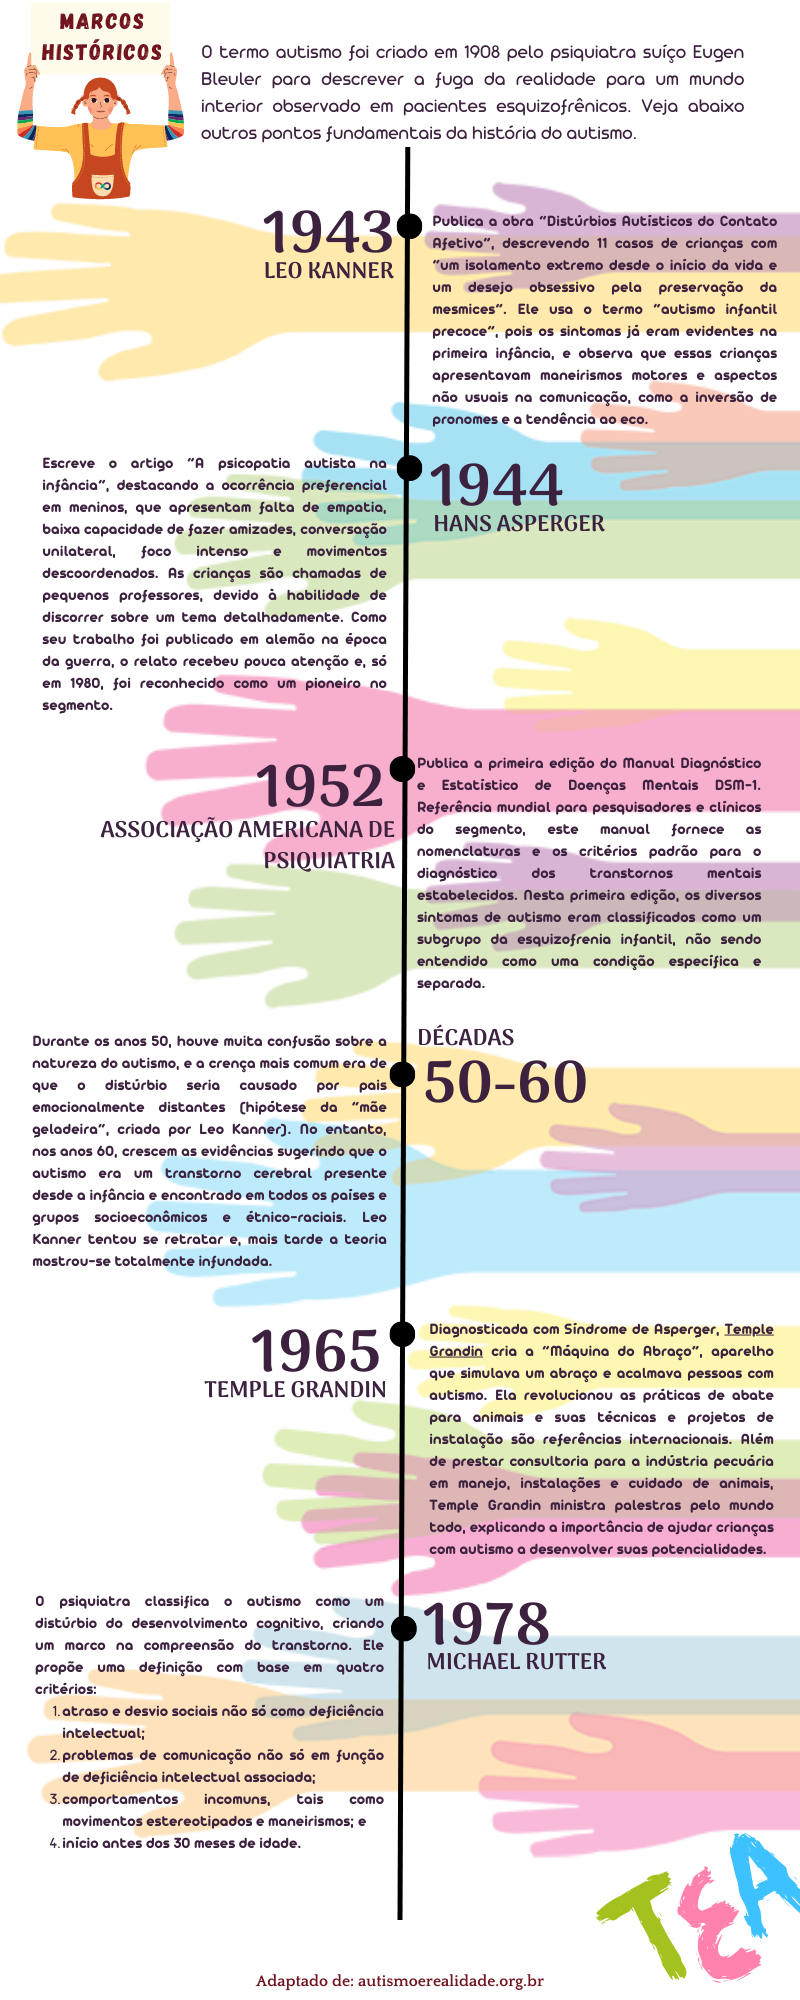 MARCOS
HISTÓRICOS
O termo autismo foi criado em 1908 pelo psiquiatra suíço Eugen
Bleuler para descrever a fuga da realidade para um mundo
interior observado em pacientes esquizofrênicos. Veja abaixo
outros pontos fundamentais da história do autismo.
1943
LEO KANNER
Publica a obra "Distúrbios Autísticos do Contato
Afetivo", descrevendo 11 casos de crianças com
"um isolamento extremo desde o início da vida e
um desejo obsessivo pela preservação da
mesmices". Ele usa o termo "autismo infantil
precoce", pois os sintomas já eram evidentes na
primeira infância, e observa que essas crianças
apresentavam maneirismos motores e aspectos
não usuais na comunicação, como a inversão de
pronomes e a tendência ao eco.
1944
HANS ASPERGER
Escreve o artigo "A psicopatia autista na
infância", destacando a ocorrência preferencial
em meninos, que apresentam falta de empatia,
baixa capacidade de fazer amizades, conversação
unilateral, foco intenso e movimentos
descoordenados. As crianças são chamadas de
pequenos professores, devido à habilidade de
discorrer sobre um tema detalhadamente. Como
seu trabalho foi publicado em alemão na época
da guerra, o relato recebeu pouca atenção e, só
em 1980, foi reconhecido como um pioneiro no
segmento.
1952
ASSOCIAÇÃO AMERICANA DE
PSIQUIATRIA
Publica a primeira edição do Manual Diagnóstico
e Estatístico de Doenças Mentais DSM-1.
Referência mundial para pesquisadores e clínicos
do segmento, este manual fornece as
nomenclaturas e os critérios padrão para o
diagnóstico dos transtornos mentais
estabelecidos. Nesta primeira edição, os diversos
sintomas de autismo eram classificados como um
subgrupo da esquizofrenia infantil, não sendo
entendido como uma condição específica e
separada.
DÉCADAS
50-60
Durante os anos 50, houve muita confusão sobre a
natureza do autismo, e a crença mais comum era de
que o distúrbio seria causado por pais
emocionalmente distantes (hipótese da "mãe
geladeira", criada por Leo Kanner). No entanto,
nos anos 60, crescem as evidências sugerindo que o
autismo era um transtorno cerebral presente
desde a infância e encontrado em todos os países e
grupos socioeconômicos e étnico-raciais. Leo
Kanner tentou se retratar e, mais tarde a teoria
mostrou-se totalmente infundada.
1965
TEMPLE GRANDIN
Diagnosticada com Síndrome de Asperger, Temple
Grandin cria a "Máquina do Abraço", aparelho
que simulava um abraço e acalmava pessoas com
autismo. Ela revolucionou as práticas de abate
para animais e suas técnicas e projetos de
instalação são referências internacionais. Além
de prestar consultoria para a indústria pecuária
em manejo, instalações e cuidado de animais,
Temple Grandin ministra palestras pelo mundo
todo, explicando a importância de ajudar crianças
com autismo a desenvolver suas potencialidades.
1978
MICHAEL RUTTER
O psiquiatra classifica o autismo como um
distúrbio do desenvolvimento cognitivo, criando
um marco na compreensão do transtorno. Ele
propõe uma definição com base em quatro
critérios:
1. atraso e desvio sociais não só como deficiência
intelectual;
2. problemas de comunicação não só em função
de deficiência intelectual associada;
3. comportamentos incomuns, tais como
movimentos estereotipados e maneirismos; e
4. início antes dos 30 meses de idade.
TEA
Adaptado de: autismoerealidade.org.br